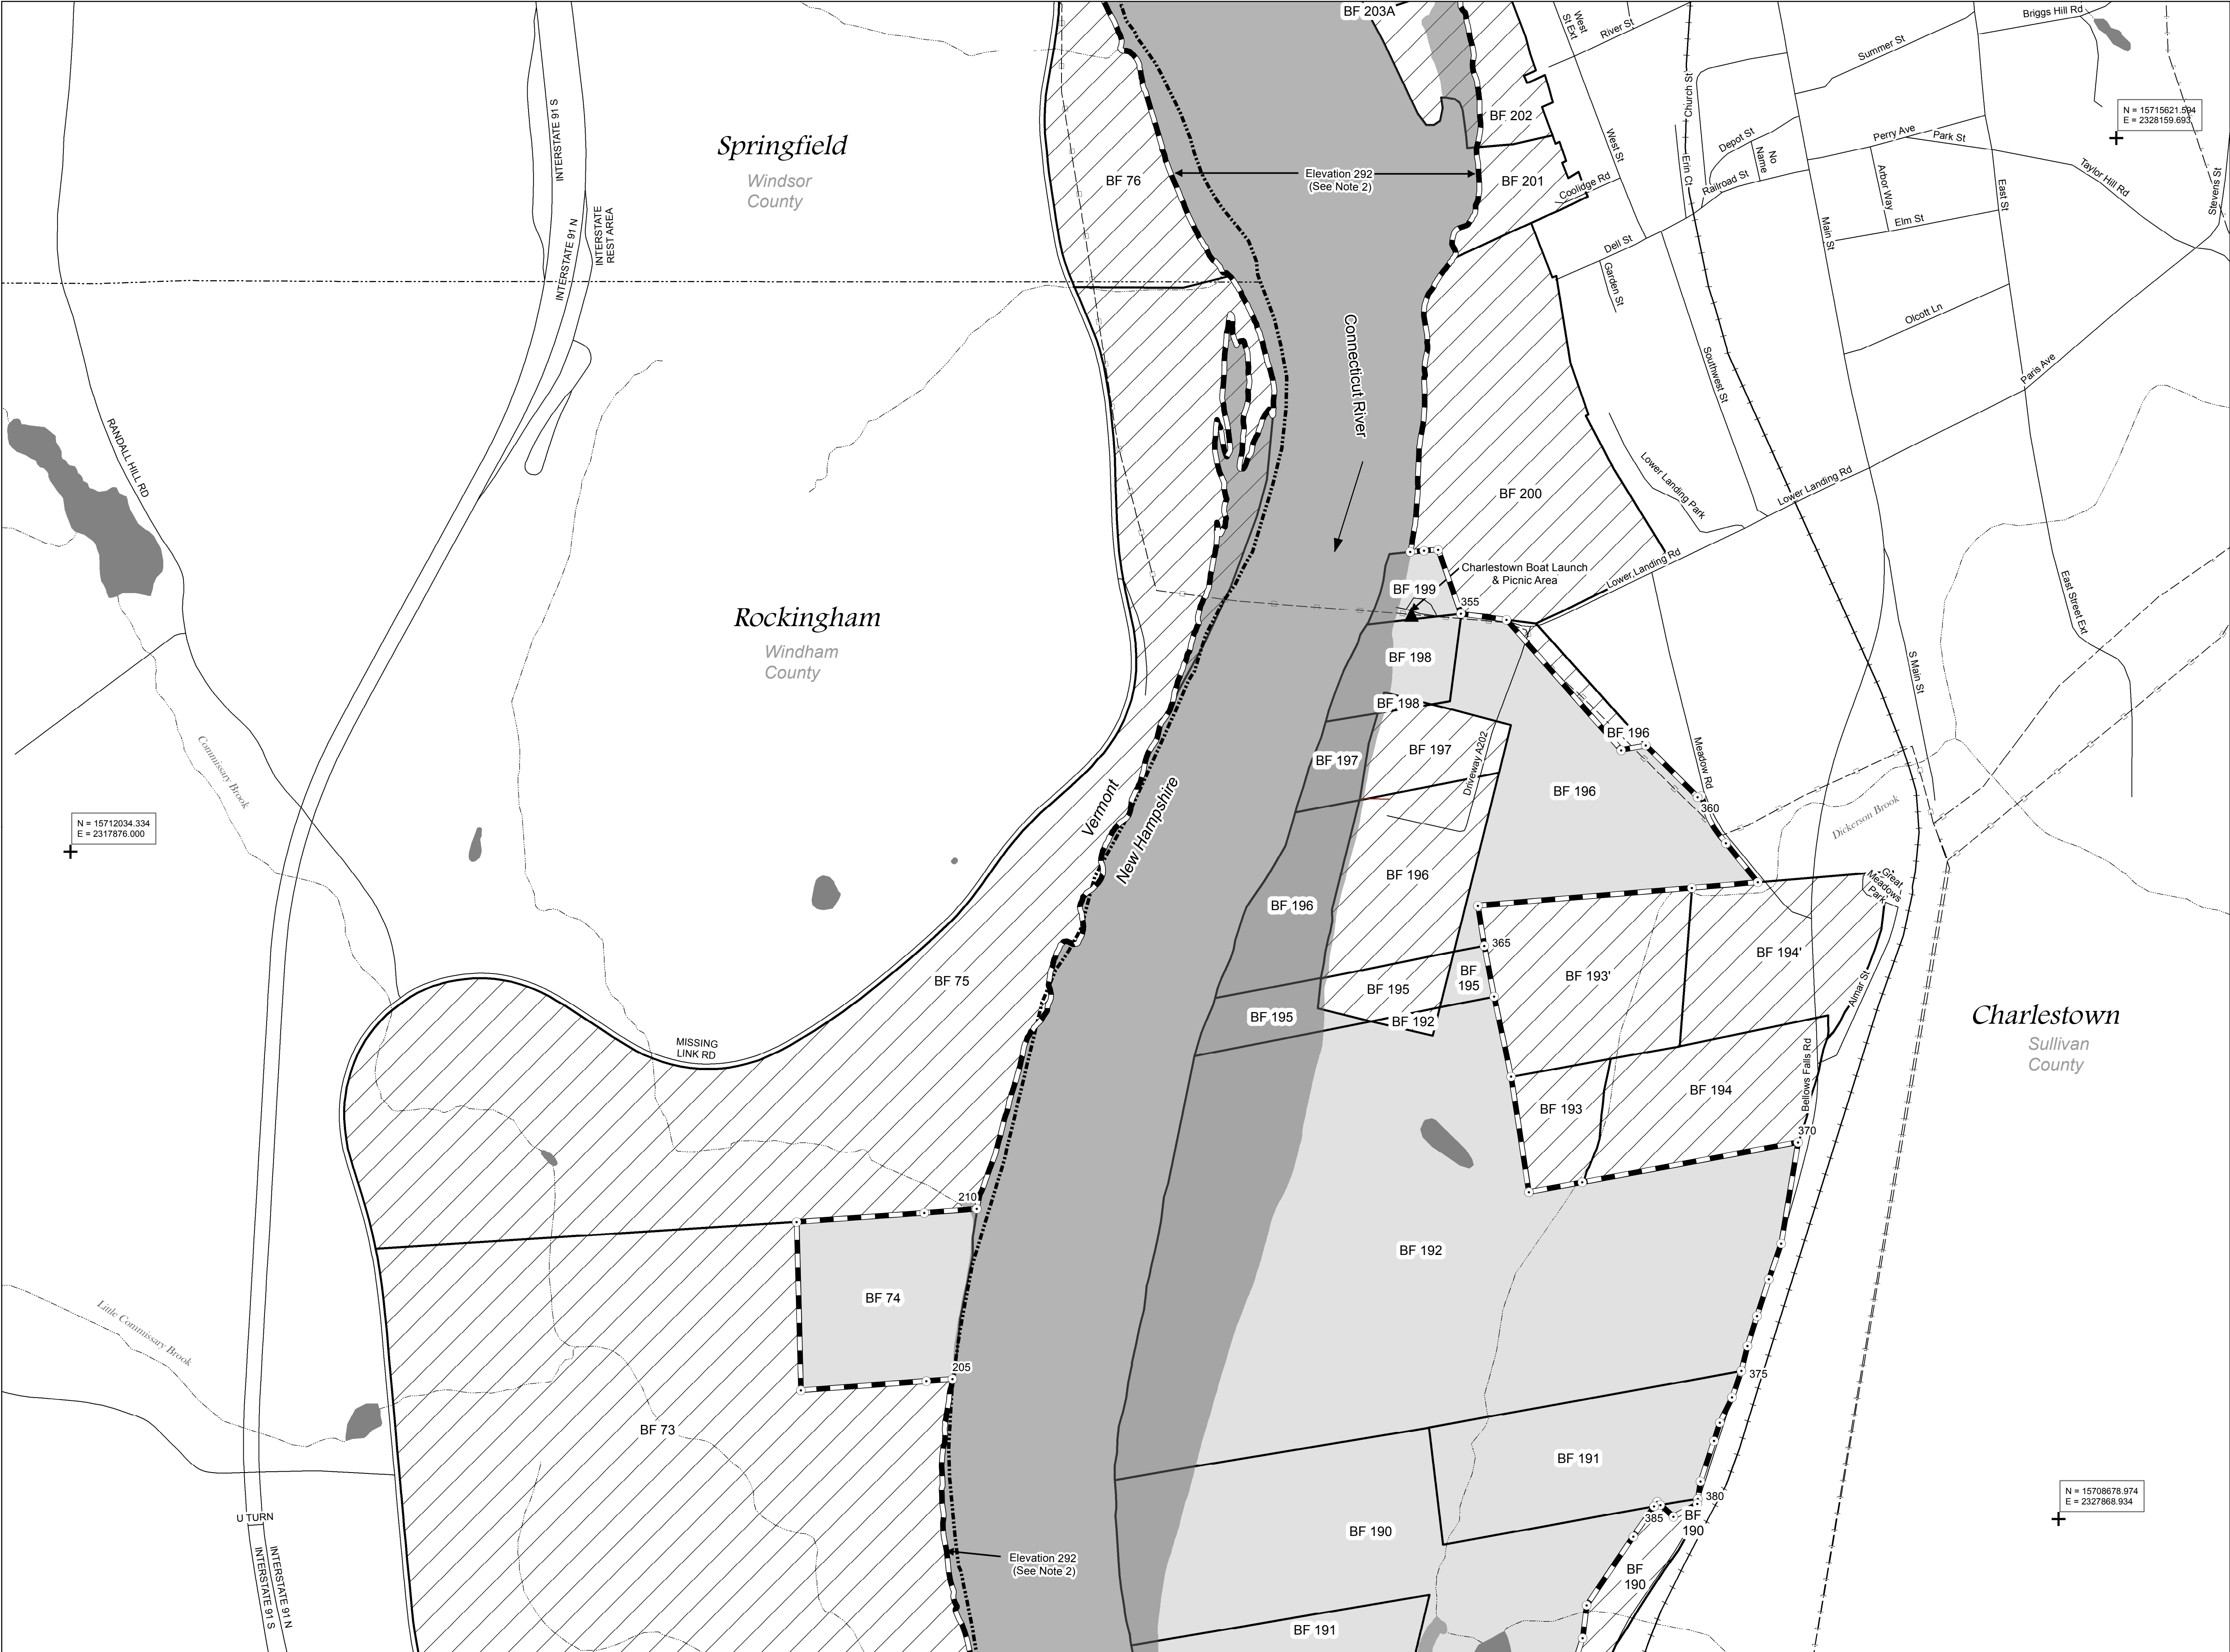 BF 203A
West
St Ext
River St
Briggs Hill Rd
Summer St
INTERSTATE 91 S
Church St
N = 15715621.594
E = 2328159.693
Springfield
Windsor
County
BF 76
BF 202
Elevation 292
(See Note 2)
BF 201
West St
Coolidge Rd
Erin Ct
Depot St
No
Name
Railroad St
Perry Ave
Park St
Arbor Way
Taylor Hill Rd
Stevens St
East St
Elm St
Main St
INTERSTATE 91 N
INTERSTATE
REST AREA
Dell St
Garden St
Olcott Ln
Connecticut River
Southwest St
Paris Ave
RANDALL HILL RD
Lower Landing Park
Lower Landing Rd
BF 200
Rockingham
Windham
County
Charlestown Boat Launch
& Picnic Area
Lower Landing Rd
BF 199
355
East Street Ext
BF 198
S Main St
BF 198
BF 196
BF 197
BF 197
Driveway A202
Meadow Rd
BF 196
360
Commissary Brook
Dickerson Brook
Vermont
New Hampshire
N = 15712034.334
E = 2317876.000
BF 196
BF 196
Great
Meadows
Park
365
BF 194'
BF 193'
BF
195
BF 75
BF 195
BF 195
BF 192
Almar St
Charlestown
Sullivan
County
MISSING
LINK RD
Bellows Falls Rd
BF 193
BF 194
370
210
BF 192
BF 74
Little Commissary Brook
205
375
BF 73
BF 191
N = 15708678.974
E = 2327868.934
380
385
BF
190
U TURN
BF 190
INTERSTATE 91 S
INTERSTATE 91 N
Elevation 292
(See Note 2)
BF
190
BF 191